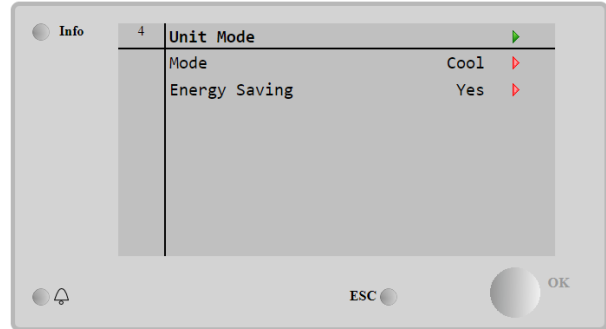 Info
4 Unit Mode
Mode Cool
Energy Saving Yes
ESC
OK